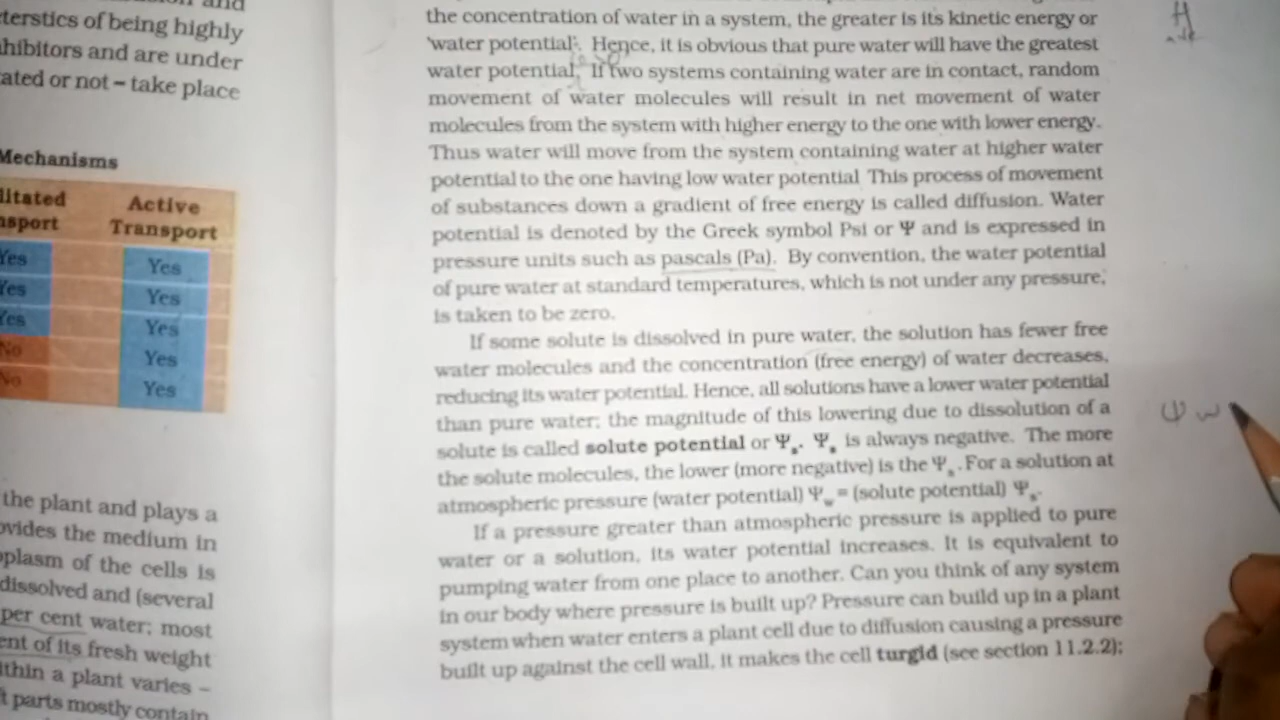 teristics of being highly
hibitors and are under
ated or not – take place
Mechanisms
litated Active
nsport Transport
Yes Yes
Yes Yes
Yes Yes
No Yes
No Yes
the plant and plays a
ovides the medium in
oplasm of the cells is
dissolved and (several
per cent water; most
ent of its fresh weight
ithin a plant varies –
t parts mostly contain
the concentration of water in a system, the greater is its kinetic energy or
'water potential'. Hence, it is obvious that pure water will have the greatest
water potential. If two systems containing water are in contact, random
movement of water molecules will result in net movement of water
molecules from the system with higher energy to the one with lower energy.
Thus water will move from the system containing water at higher water
potential to the one having low water potential This process of movement
of substances down a gradient of free energy is called diffusion. Water
potential is denoted by the Greek symbol Psi or Ψ and is expressed in
pressure units such as pascals (Pa). By convention, the water potential
of pure water at standard temperatures, which is not under any pressure,
is taken to be zero.
If some solute is dissolved in pure water, the solution has fewer free
water molecules and the concentration (free energy) of water decreases,
reducing its water potential. Hence, all solutions have a lower water potential
than pure water; the magnitude of this lowering due to dissolution of a
solute is called solute potential or Ψs. Ψs is always negative. The more
the solute molecules, the lower (more negative) is the Ψs. For a solution at
atmospheric pressure (water potential) Ψw = (solute potential) Ψs.
If a pressure greater than atmospheric pressure is applied to pure
water or a solution, its water potential increases. It is equivalent to
pumping water from one place to another. Can you think of any system
in our body where pressure is built up? Pressure can build up in a plant
system when water enters a plant cell due to diffusion causing a pressure
built up against the cell wall, it makes the cell turgid (see section 11.2.2);
Ψ w